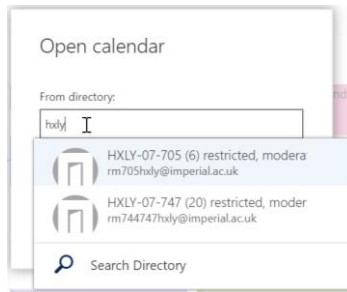 Open calendar
From directory:
hxly
HXLY-07-705 (6) restricted, modera
rm705hxly@imperial.ac.uk
HXLY-07-747 (20) restricted, moder
rm744747hxly@imperial.ac.uk
Search Directory